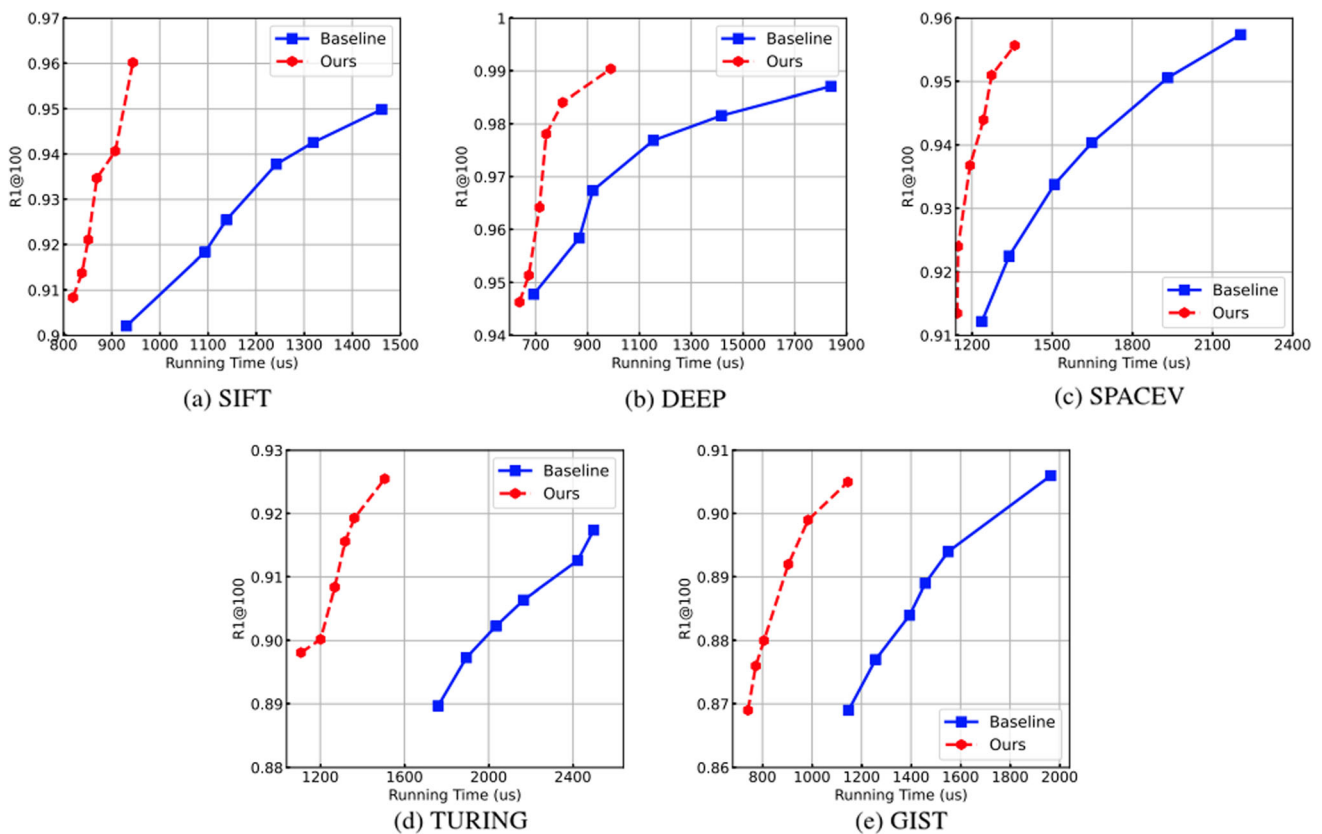 0.97
0.96
0.95
0.94
0.93
0.92
0.91
0.9
R1@100
Baseline
Ours
800 900 1000 1100 1200 1300 1400 1500
Running Time (us)
(a) SIFT
1
0.99
0.98
0.97
0.96
0.95
0.94
R1@100
Baseline
Ours
700 900 1100 1300 1500 1700 1900
Running Time (us)
(b) DEEP
0.96
0.95
0.94
0.93
0.92
0.91
R1@100
Baseline
Ours
1200 1500 1800 2100 2400
Running Time (us)
(c) SPACEV
0.93
0.92
0.91
0.90
0.89
0.88
R1@100
Baseline
Ours
1200 1600 2000 2400
Running Time (us)
(d) TURING
0.91
0.90
0.89
0.88
0.87
0.86
R1@100
Baseline
Ours
800 1000 1200 1400 1600 1800 2000
Running Time (us)
(e) GIST